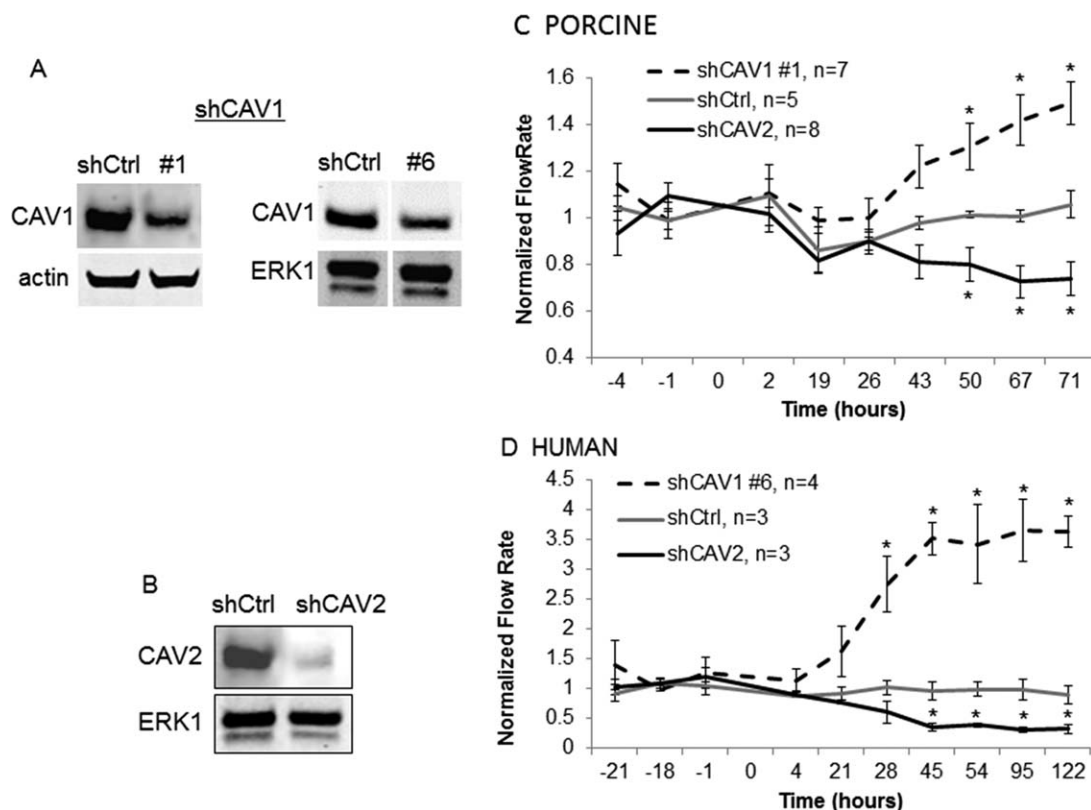 A
shCAV1
shCtrl #1
CAV1
actin
shCtrl #6
CAV1
ERK1
B
shCtrl shCAV2
CAV2
ERK1
C PORCINE
shCAV1 #1, n=7
shCtrl, n=5
shCAV2, n=8
Normalized FlowRate
1.6
1.4
1.2
1
0.8
0.6
0.4
* * *
* * *
-4 -1 0 2 19 26 43 50 67 71
Time (hours)
D HUMAN
shCAV1 #6, n=4
shCtrl, n=3
shCAV2, n=3
Normalized Flow Rate
4.5
4
3.5
3
2.5
2
1.5
1
0.5
0
* * * * *
* * * *
-21 -18 -1 0 4 21 28 45 54 95 122
Time (hours)